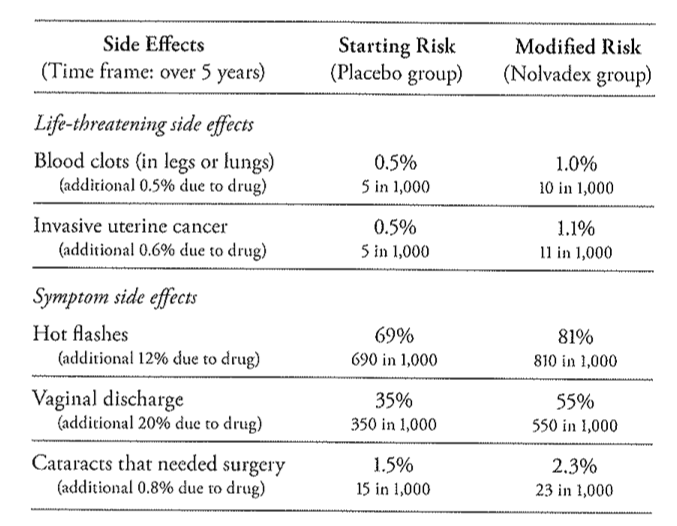 Side Effects Starting Risk Modified Risk
(Time frame: over 5 years) (Placebo group) (Nolvadex group)
Life-threatening side effects
Blood clots (in legs or lungs) 0.5% 1.0%
(additional 0.5% due to drug) 5 in 1,000 10 in 1,000
Invasive uterine cancer 0.5% 1.1%
(additional 0.6% due to drug) 5 in 1,000 11 in 1,000
Symptom side effects
Hot flashes 69% 81%
(additional 12% due to drug) 690 in 1,000 810 in 1,000
Vaginal discharge 35% 55%
(additional 20% due to drug) 350 in 1,000 550 in 1,000
Cataracts that needed surgery 1.5% 2.3%
(additional 0.8% due to drug) 15 in 1,000 23 in 1,000